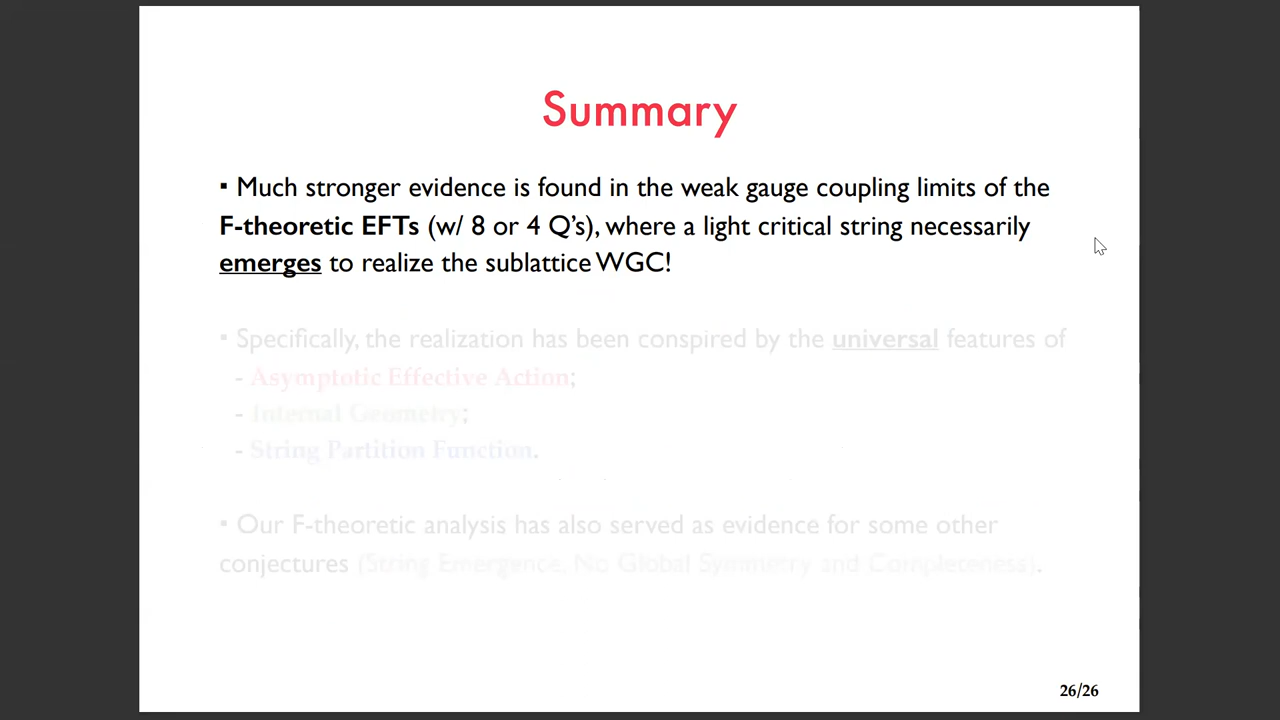 Summary
▪ Much stronger evidence is found in the weak gauge coupling limits of the
F-theoretic EFTs (w/ 8 or 4 Q’s), where a light critical string necessarily
emerges to realize the sublattice WGC!
▪ Specifically, the realization has been conspired by the universal features of
- Asymptotic Effective Action;
- Internal Geometry;
- String Partition Function.
▪ Our F-theoretic analysis has also served as evidence for some other
conjectures (String Emergence, No Global Symmetry and Completeness).
26/26